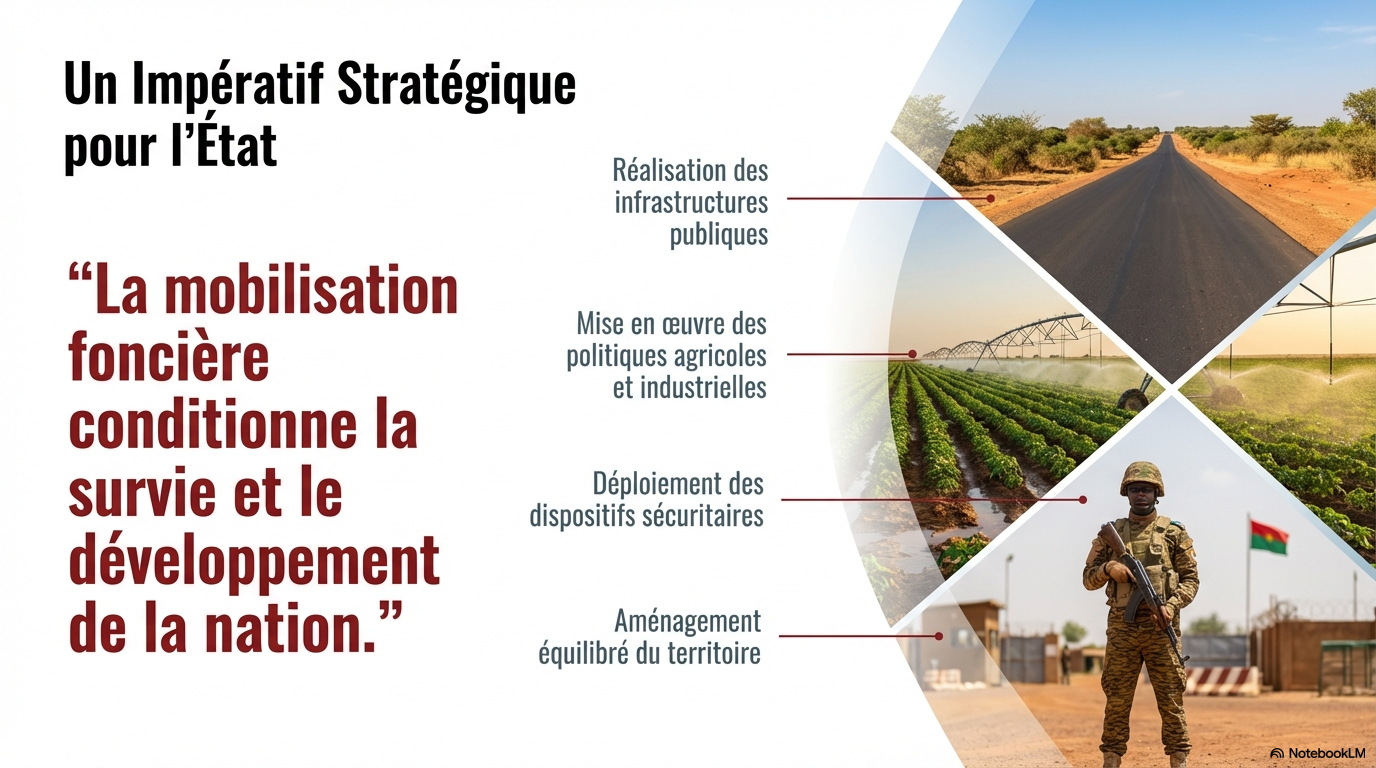 Un Impératif Stratégique
pour l’État
“La mobilisation
foncière
conditionne la
survie et le
développement
de la nation.”
Réalisation des
infrastructures
publiques
Mise en œuvre des
politiques agricoles
et industrielles
Déploiement des
dispositifs sécuritaires
Aménagement
équilibré du territoire
NotebookLM